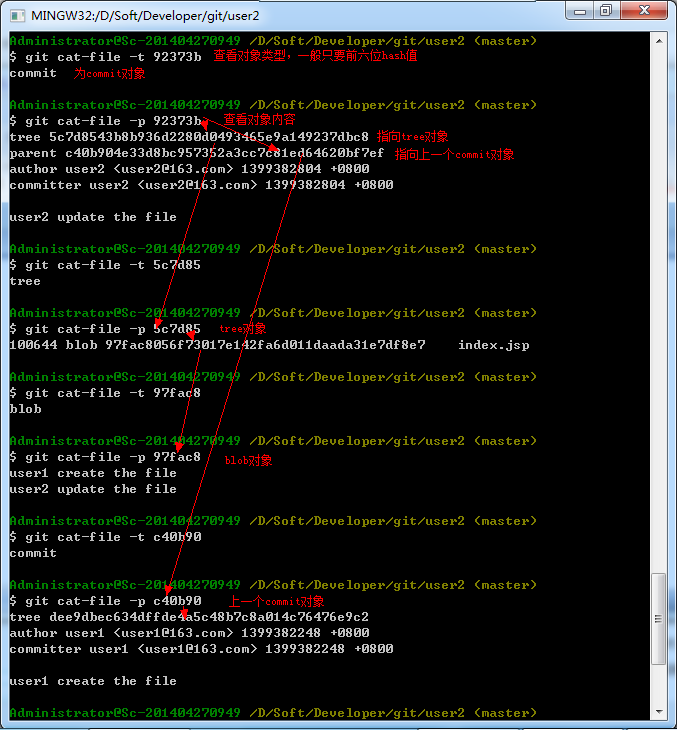 MINGW32:/D/Soft/Developer/git/user2
Administrator@Sc-201404270949 /D/Soft/Developer/git/user2 (master)
$ git cat-file -t 92373b 查看对象类型，一般只要前六位hash值
commit 为commit对象
Administrator@Sc-201404270949 /D/Soft/Developer/git/user2 (master)
$ git cat-file -p 92373b 查看对象内容
tree 5c7d8543b8b936d2280d0493465e9a149237dbc8 指向tree对象
parent c40b904e33d8bc957352a3cc7c81ed64620bf7ef 指向上一个commit对象
author user2 <user2@163.com> 1399382804 +0800
committer user2 <user2@163.com> 1399382804 +0800
user2 update the file
Administrator@Sc-201404270949 /D/Soft/Developer/git/user2 (master)
$ git cat-file -t 5c7d85
tree
Administrator@Sc-201404270949 /D/Soft/Developer/git/user2 (master)
$ git cat-file -p 5c7d85 tree对象
100644 blob 97fac8056f73017e142fa6d011daada31e7df8e7 index.jsp
Administrator@Sc-201404270949 /D/Soft/Developer/git/user2 (master)
$ git cat-file -t 97fac8
blob
Administrator@Sc-201404270949 /D/Soft/Developer/git/user2 (master)
$ git cat-file -p 97fac8 blob对象
user1 create the file
user2 update the file
Administrator@Sc-201404270949 /D/Soft/Developer/git/user2 (master)
$ git cat-file -t c40b90
commit
Administrator@Sc-201404270949 /D/Soft/Developer/git/user2 (master)
$ git cat-file -p c40b90 上一个commit对象
tree dee9dbec634dffde4a5c48b7c8a014c76476e9c2
author user1 <user1@163.com> 1399382248 +0800
committer user1 <user1@163.com> 1399382248 +0800
user1 create the file
Administrator@Sc-201404270949 /D/Soft/Developer/git/user2 (master)